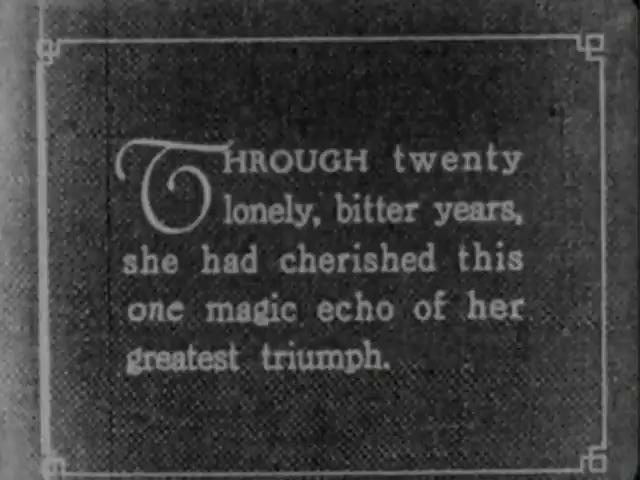 THROUGH twenty
lonely, bitter years,
she had cherished this
one magic echo of her
greatest triumph.